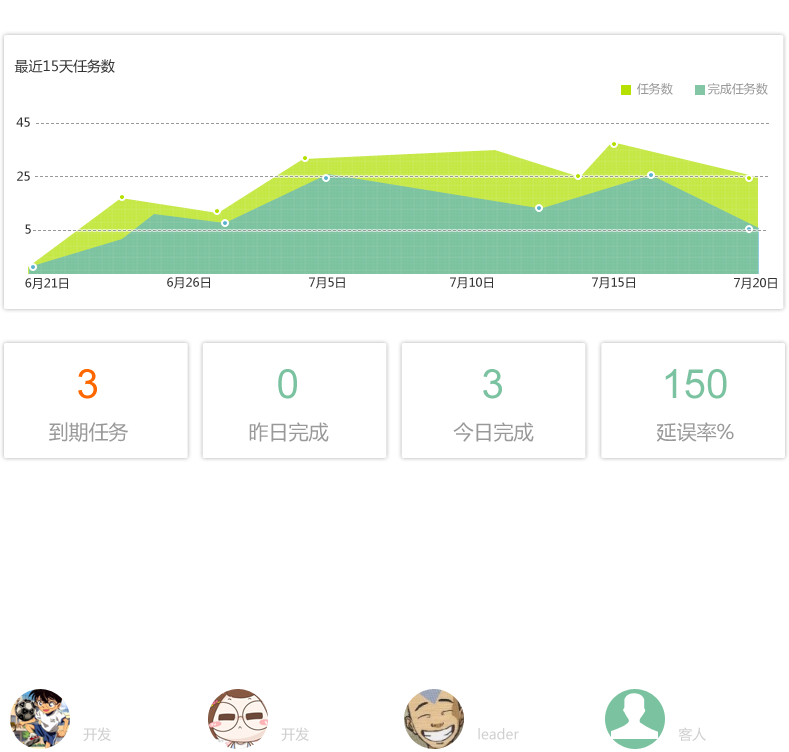 最近15天任务数
任务数 完成任务数
45
25
5
6月21日 6月26日 7月5日 7月10日 7月15日 7月20日
3 0 3 150
到期任务 昨日完成 今日完成 延误率%
开发 开发 leader 客人